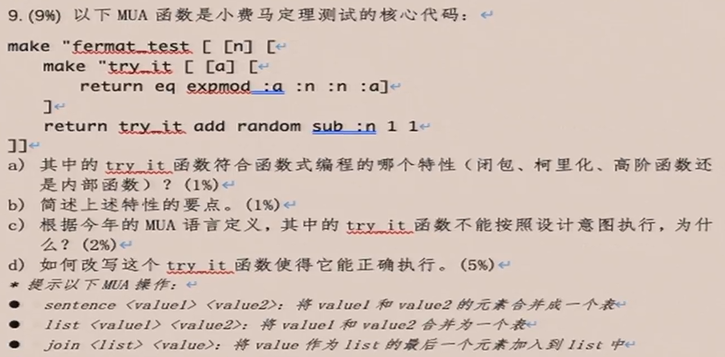 9. (9%) 以下 MUA 函数是小费马定理测试的核心代码：↵
make "fermat_test [ [n] [↵
make "try_it [ [a] [↵
return eq expmod :a :n :n :a]↵
]↵
return try_it add random sub :n 1 1↵
]]↵
a) 其中的 try_it 函数符合函数式编程的哪个特性（闭包、柯里化、高阶函数还
是内部函数）？(1%)↵
b) 简述上述特性的要点。(1%)↵
c) 根据今年的 MUA 语言定义，其中的 try_it 函数不能按照设计意图执行，为什
么？(2%)↵
d) 如何改写这个 try_it 函数使得它能正确执行。(5%)↵
* 提示以下 MUA 操作：↵
● sentence <value1> <value2>：将 value1 和 value2 的元素合并成一个表↵
● list <value1> <value2>：将 value1 和 value2 合并为一个表↵
● join <list> <value>：将 value 作为 list 的最后一个元素加入到 list 中↵